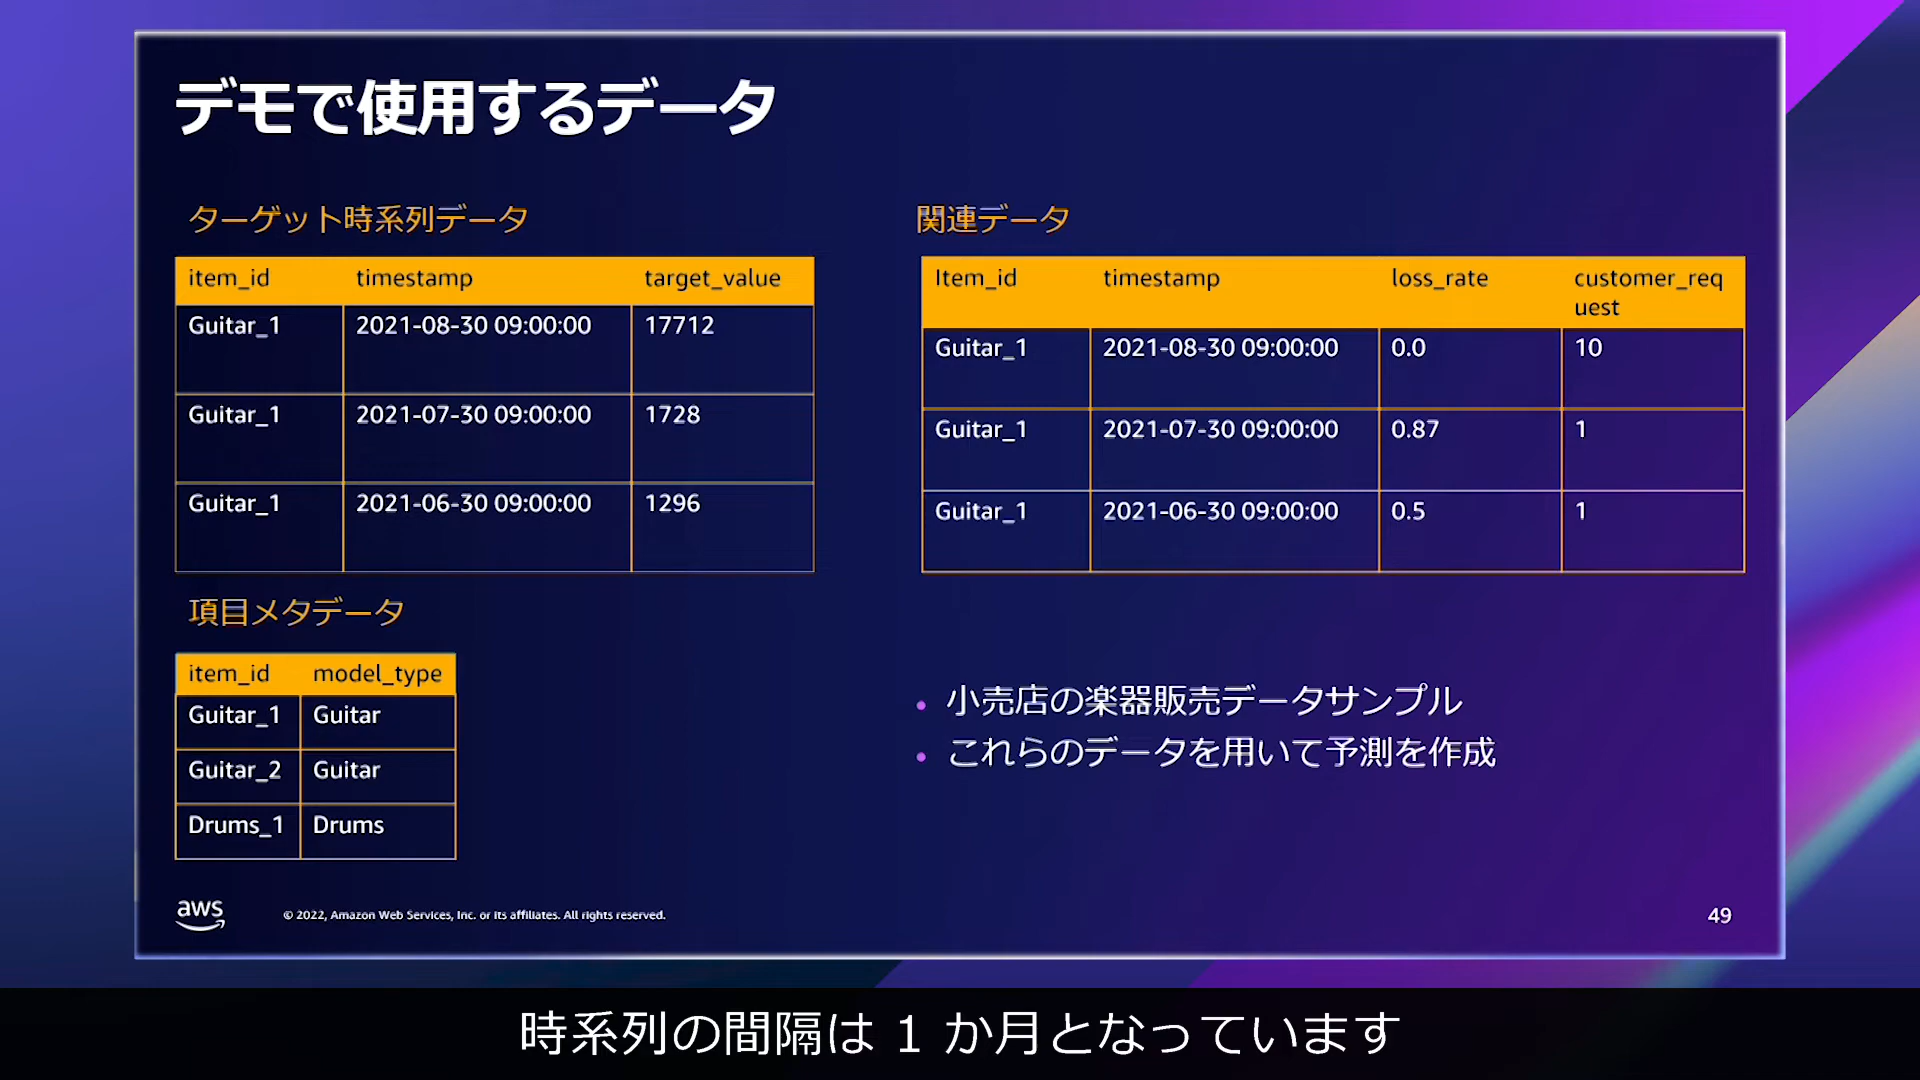 デモで使用するデータ
ターゲット時系列データ
item_id timestamp target_value
Guitar_1 2021-08-30 09:00:00 17712
Guitar_1 2021-07-30 09:00:00 1728
Guitar_1 2021-06-30 09:00:00 1296
関連データ
Item_id timestamp loss_rate customer_req
uest
Guitar_1 2021-08-30 09:00:00 0.0 10
Guitar_1 2021-07-30 09:00:00 0.87 1
Guitar_1 2021-06-30 09:00:00 0.5 1
項目メタデータ
item_id model_type
Guitar_1 Guitar
Guitar_2 Guitar
Drums_1 Drums
• 小売店の楽器販売データサンプル
• これらのデータを用いて予測を作成
aws
© 2022, Amazon Web Services, Inc. or its affiliates. All rights reserved.
49
時系列の間隔は 1 か月となっています